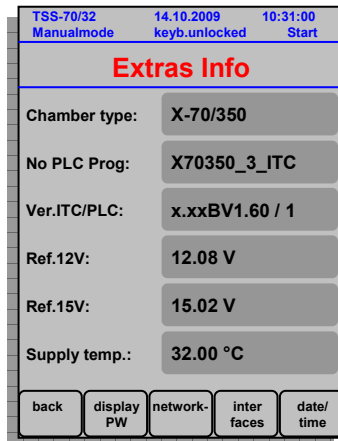 TSS-70/32 14.10.2009 10:31:00
Manualmode keyb.unlocked Start
Extras Info
Chamber type: X-70/350
No PLC Prog: X70350_3_ITC
Ver.ITC/PLC: x.xxBV1.60 / 1
Ref.12V: 12.08 V
Ref.15V: 15.02 V
Supply temp.: 32.00 °C
back display network- inter date/
PW faces time